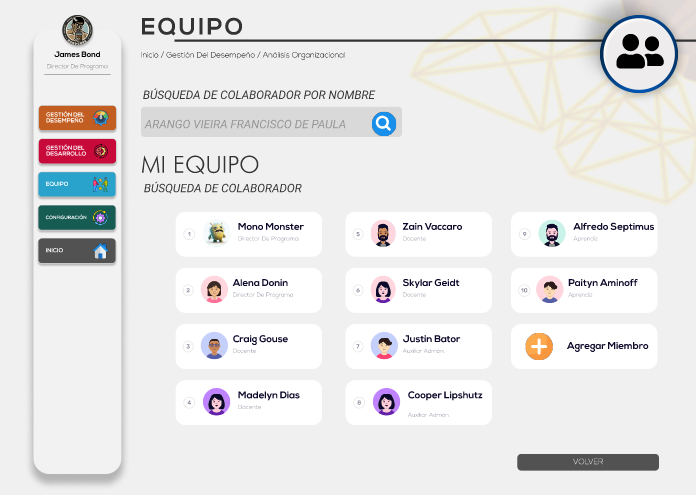 EQUIPO
Inicio / Gestión Del Desempeño / Análisis Organizacional
James Bond
Director De Programa
GESTIÓN DEL
DESEMPEÑO
GESTIÓN DEL
DESARROLLO
EQUIPO
CONFIGURACIÓN
INICIO
BÚSQUEDA DE COLABORADOR POR NOMBRE
ARANGO VIEIRA FRANCISCO DE PAULA
MI EQUIPO
BÚSQUEDA DE COLABORADOR
1
Mono Monster
Director De Programa
2
Alena Donin
Director De Programa
3
Craig Gouse
Docente
4
Madelyn Dias
Docente
5
Zain Vaccaro
Docente
6
Skylar Geidt
Docente
7
Justin Bator
Auxiliar Admon.
8
Cooper Lipshutz
Auxiliar Admon.
9
Alfredo Septimus
Aprendiz
10
Paityn Aminoff
Aprendiz
Agregar Miembro
VOLVER